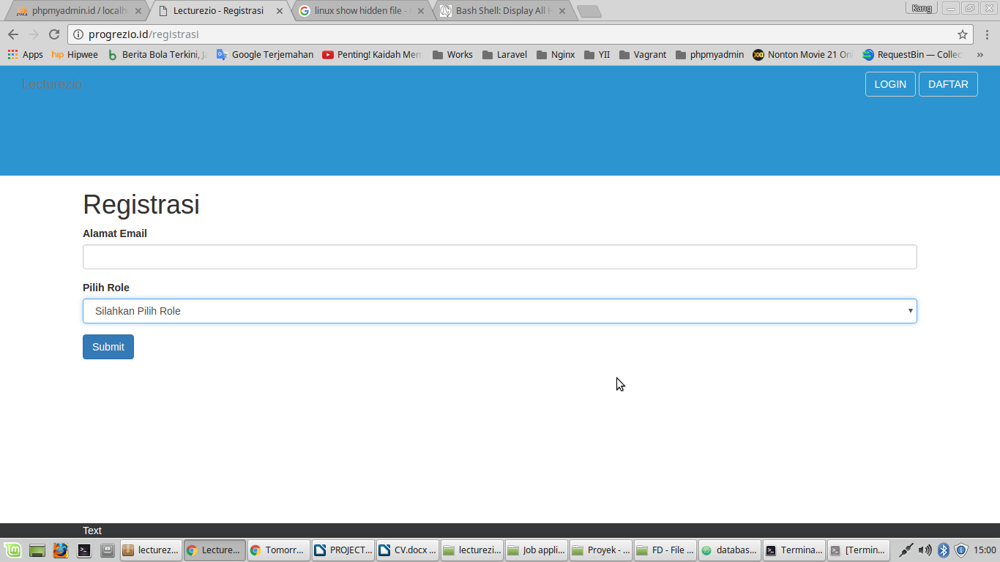 phpmyadmin.id / localh
Lecturezio - Registrasi
linux show hidden file -
Bash Shell: Display All
Kang
progrezio.id/registrasi
Apps
Hipwee
Berita Bola Terkini, J
Google Terjemahan
Penting! Kaidah Mem
Works
Laravel
Nginx
YII
Vagrant
phpmyadmin
Nonton Movie 21 On
RequestBin — Collec
»
Lecturezio
LOGIN
DAFTAR
Registrasi
Alamat Email
Pilih Role
Silahkan Pilih Role
Submit
Text
lecturez...
Lecture...
Tomorr...
PROJECT...
CV.docx ...
lecturezi...
Job appli...
Proyek - ...
FD - File ...
databas...
Termina...
[Termin...
15:00